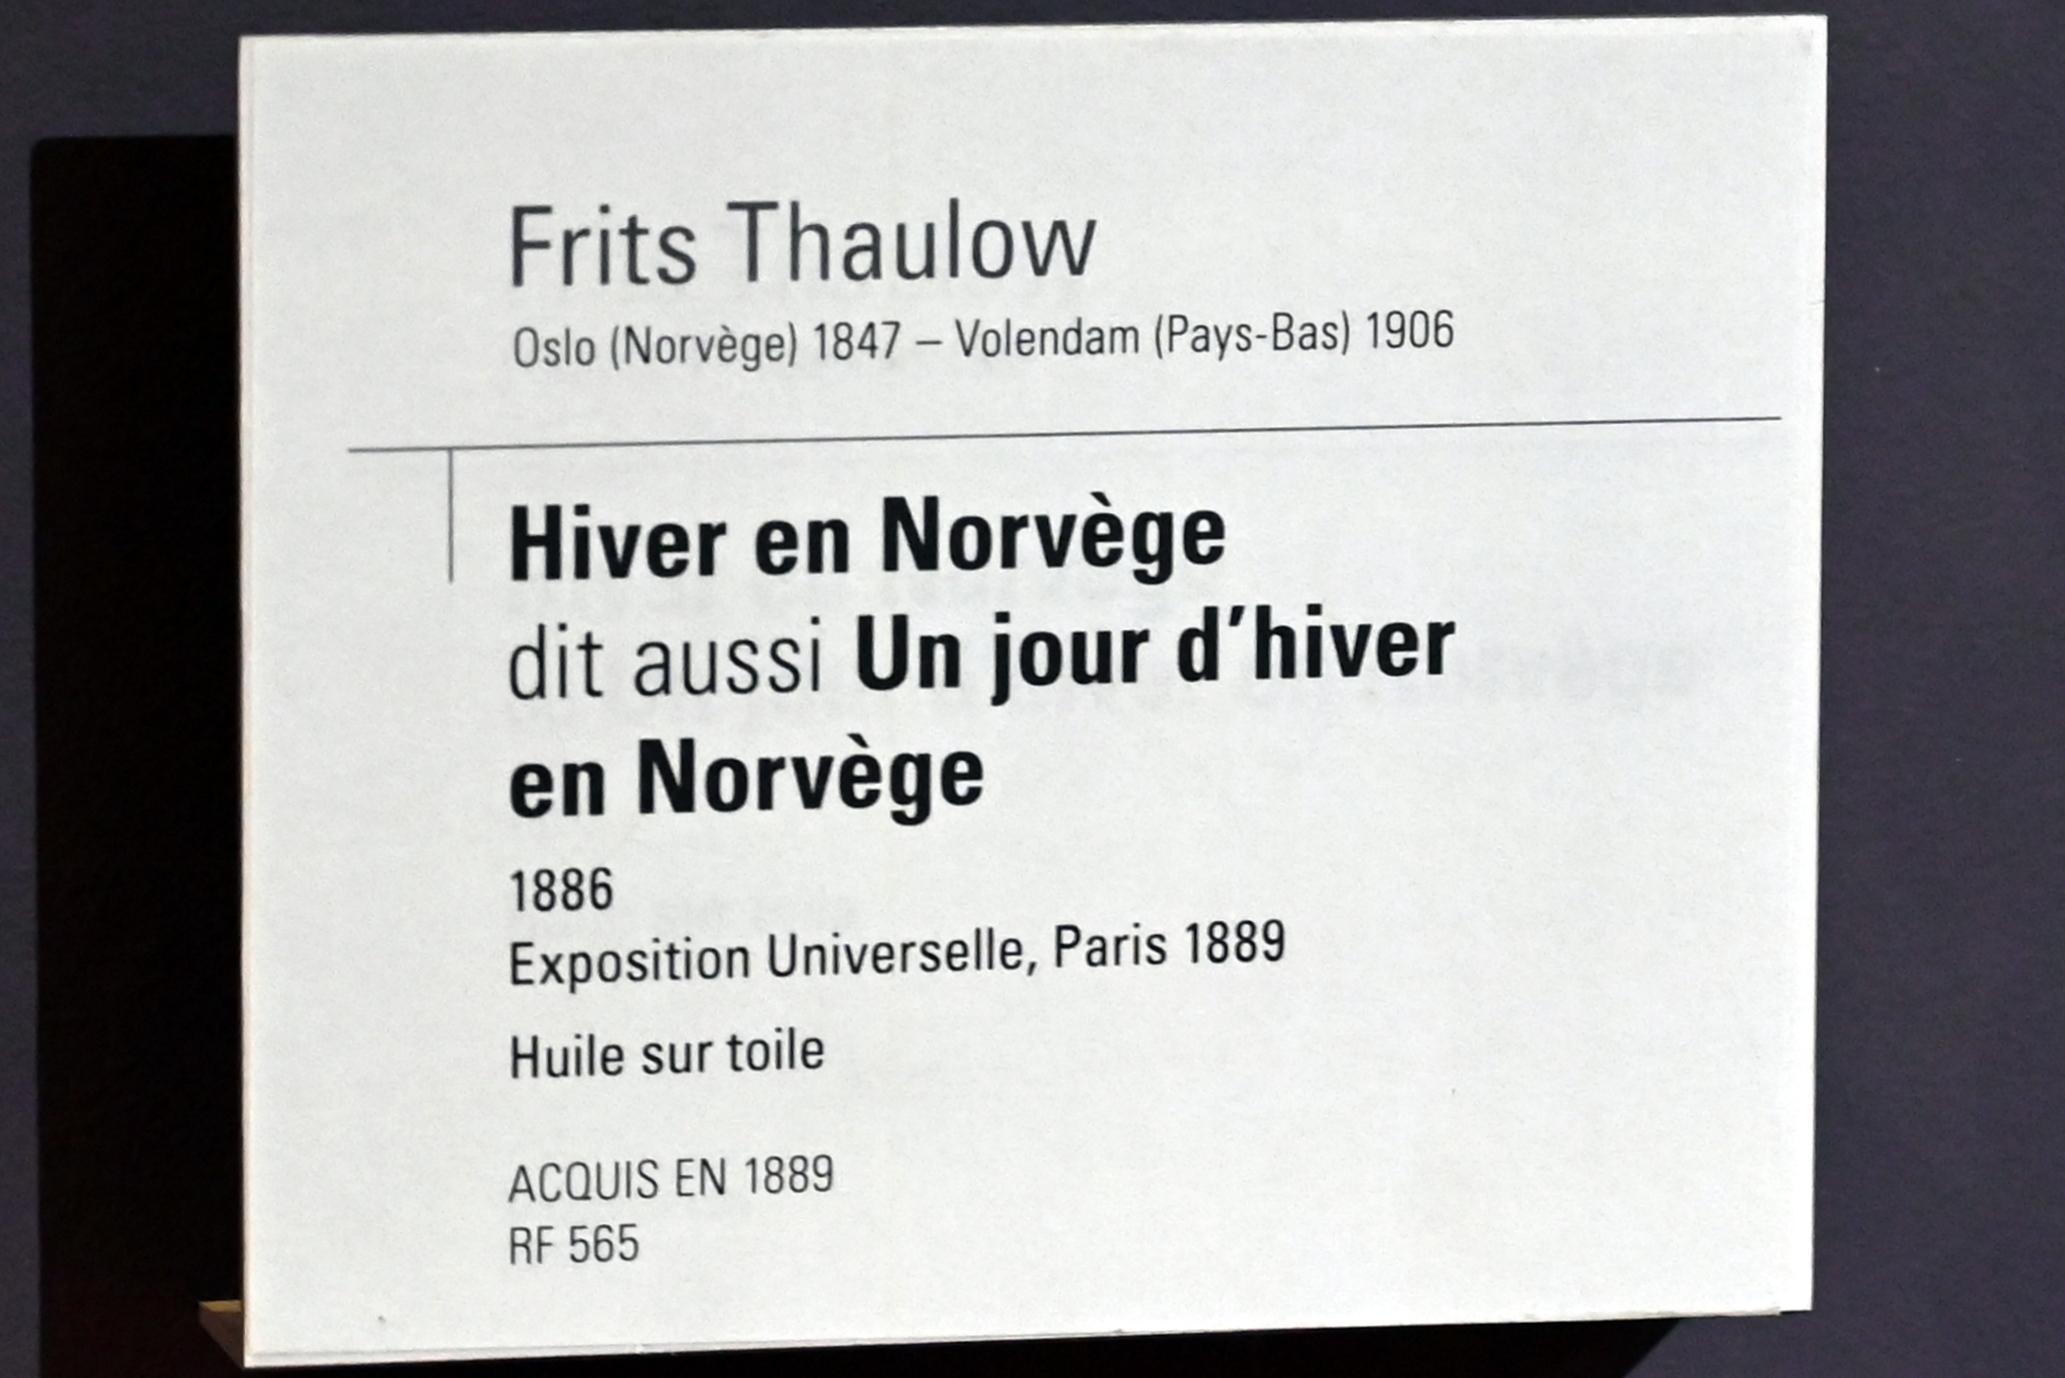 Frits Thaulow
Oslo (Norvège) 1847 – Volendam (Pays-Bas) 1906
Hiver en Norvège
dit aussi Un jour d'hiver
en Norvège
1886
Exposition Universelle, Paris 1889
Huile sur toile
ACQUIS EN 1889
RF 565